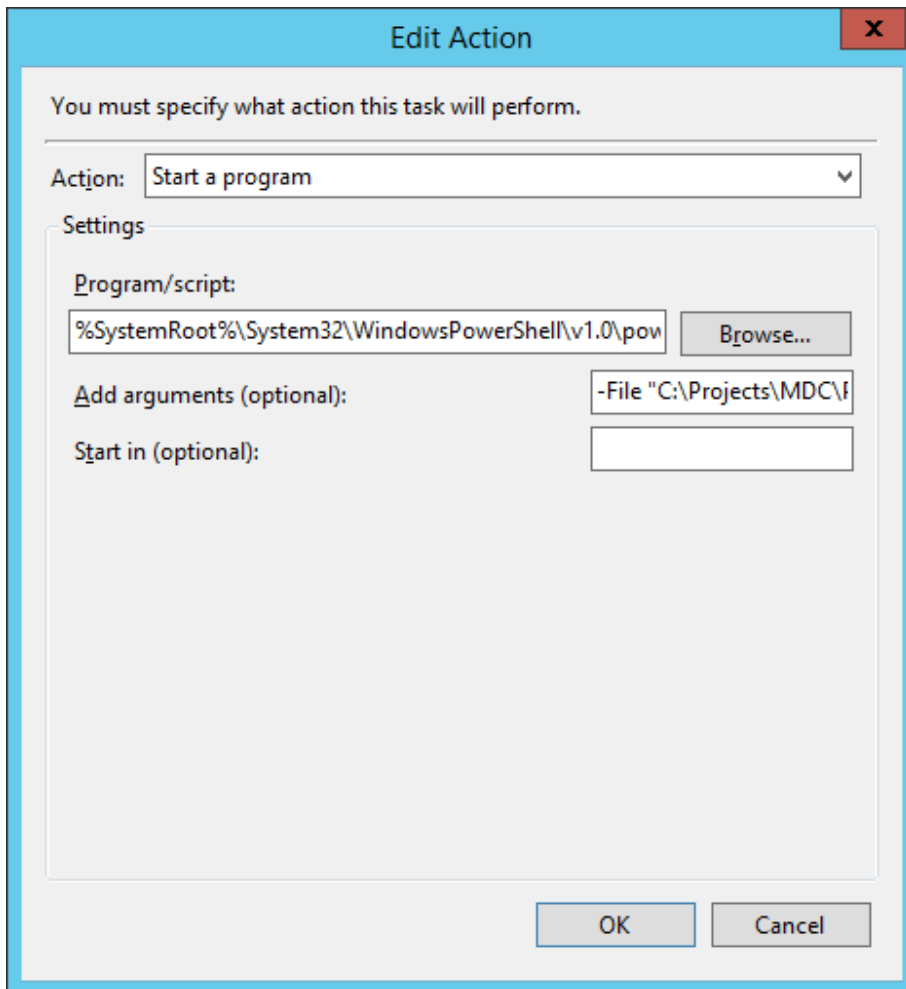 Edit Action
x
You must specify what action this task will perform.
Action: Start a program
Settings
Program/script:
%SystemRoot%\System32\WindowsPowerShell\v1.0\pow Browse...
Add arguments (optional): -File "C:\Projects\MDC\
Start in (optional):
OK Cancel